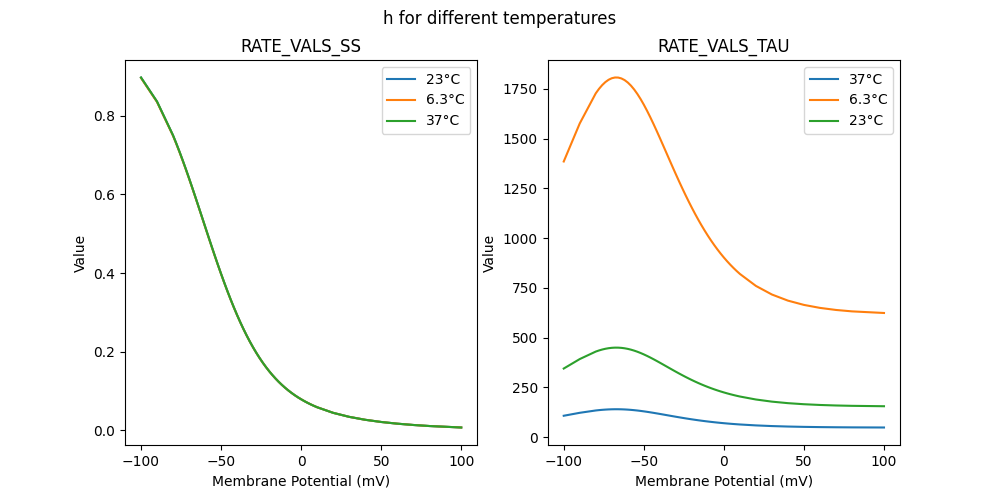 h for different temperatures
RATE_VALS_SS
Value
0.8
0.6
0.4
0.2
0.0
23°C
6.3°C
37°C
−100
−50
0
50
100
Membrane Potential (mV)
RATE_VALS_TAU
Value
1750
1500
1250
1000
750
500
250
0
37°C
6.3°C
23°C
−100
−50
0
50
100
Membrane Potential (mV)